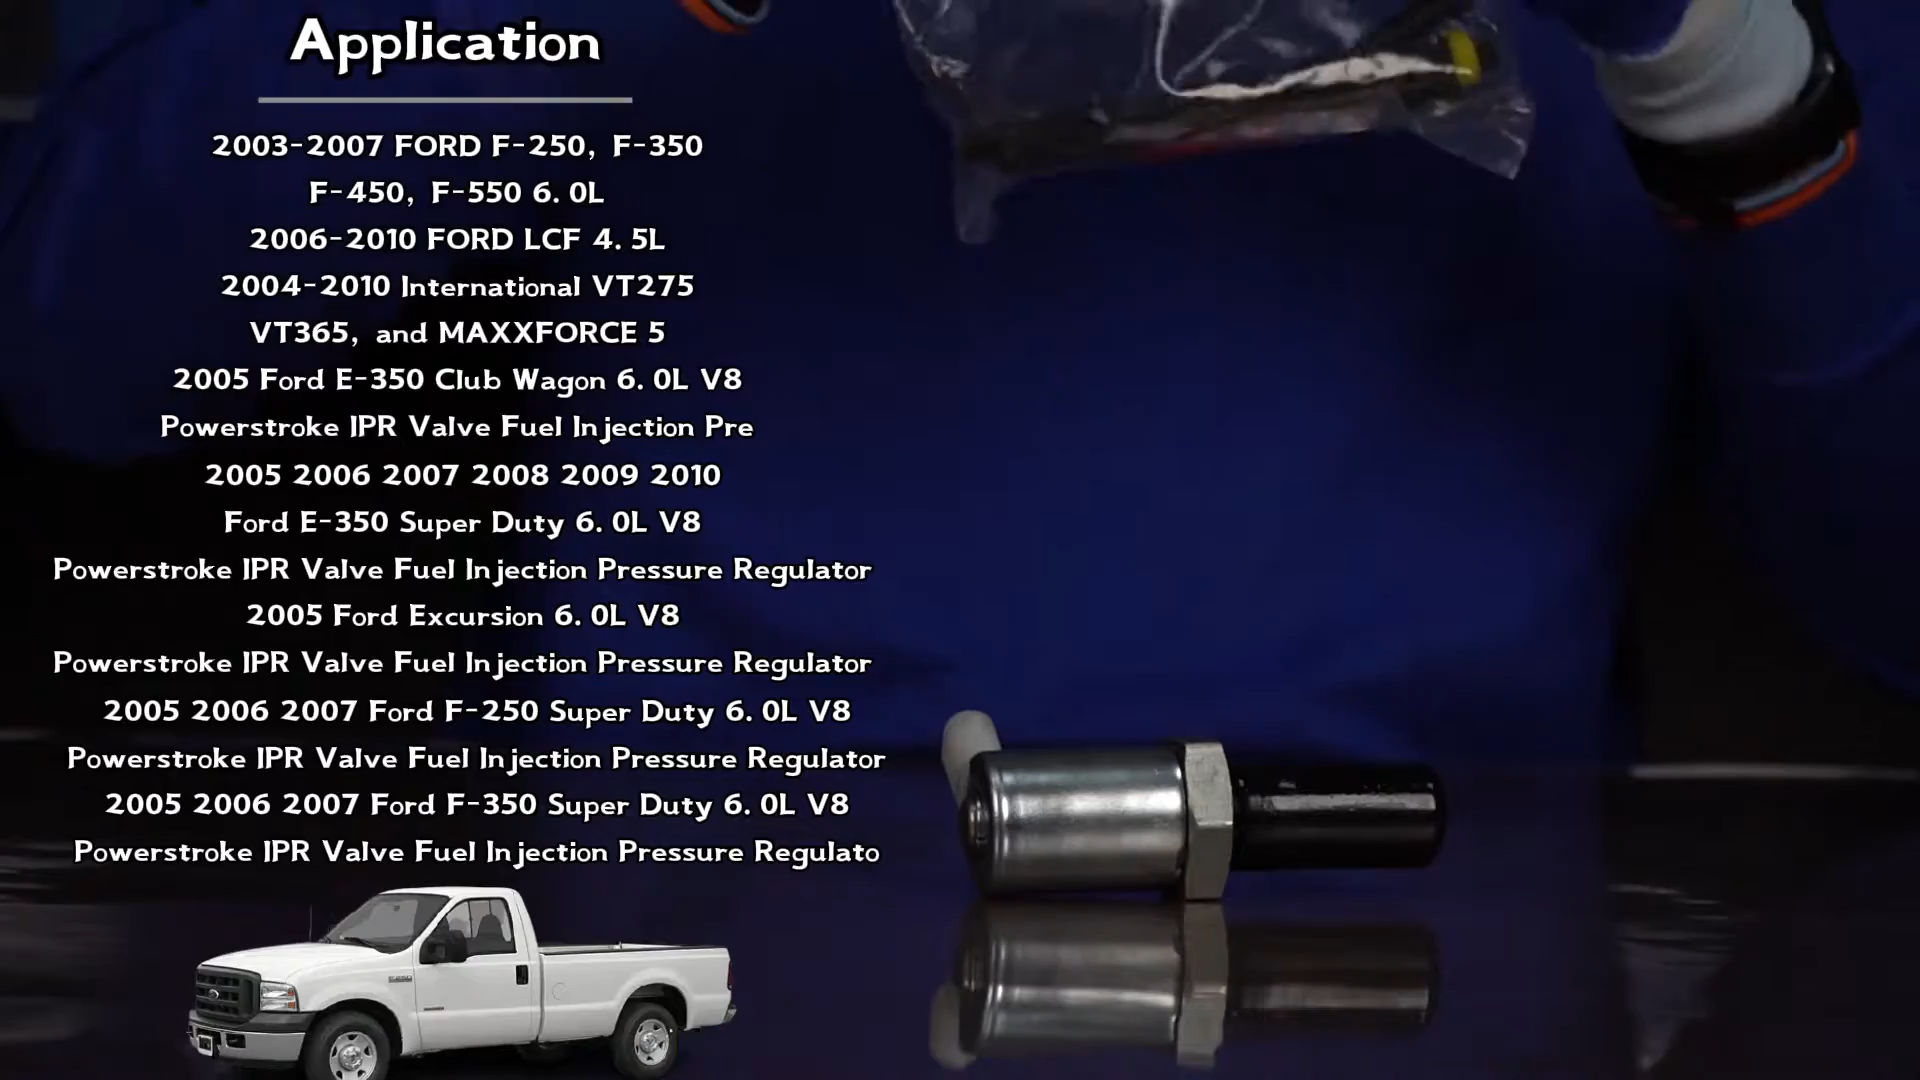 Application
2003-2007 FORD F-250, F-350
F-450, F-550 6.0L
2006-2010 FORD LCF 4.5L
2004-2010 International VT275
VT365, and MAXXFORCE 5
2005 Ford E-350 Club Wagon 6.0L V8
Powerstroke IPR Valve Fuel Injection Pre
2005 2006 2007 2008 2009 2010
Ford E-350 Super Duty 6.0L V8
Powerstroke IPR Valve Fuel Injection Pressure Regulator
2005 Ford Excursion 6.0L V8
Powerstroke IPR Valve Fuel Injection Pressure Regulator
2005 2006 2007 Ford F-250 Super Duty 6.0L V8
Powerstroke IPR Valve Fuel Injection Pressure Regulator
2005 2006 2007 Ford F-350 Super Duty 6.0L V8
Powerstroke IPR Valve Fuel Injection Pressure Regulato